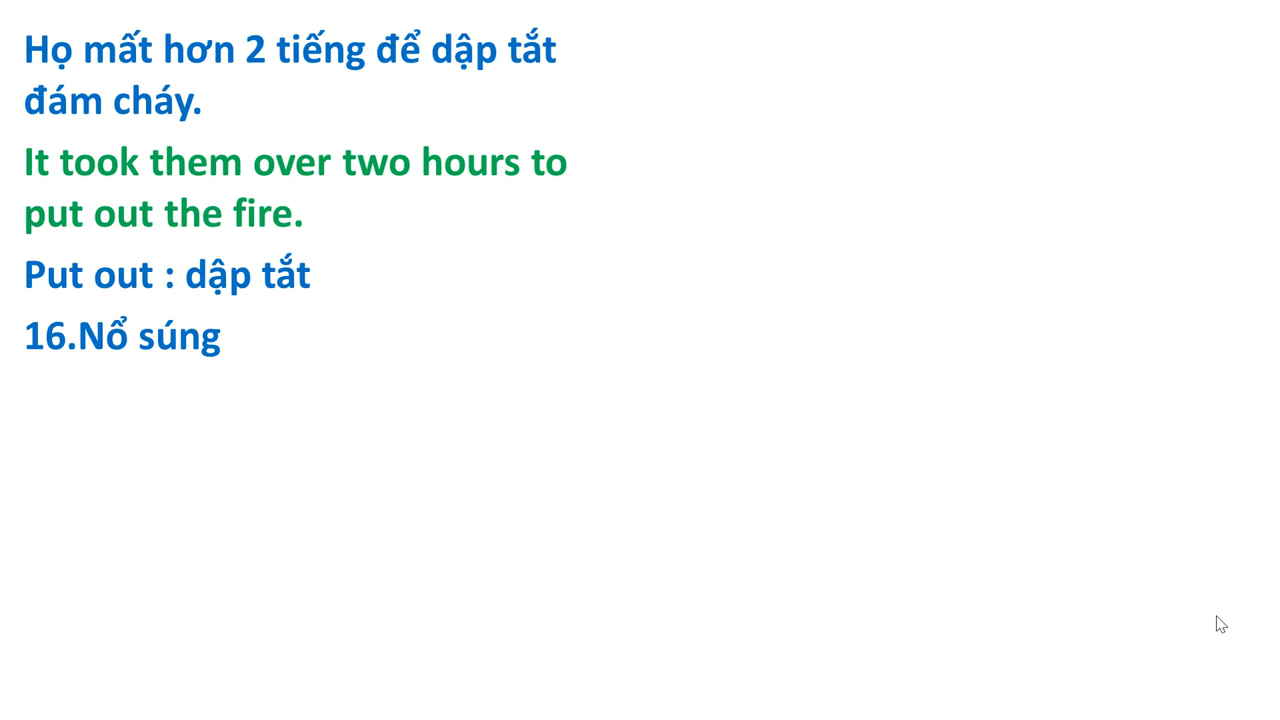 Họ mất hơn 2 tiếng để dập tắt
đám cháy.
It took them over two hours to
put out the fire.
Put out : dập tắt
16.Nổ súng